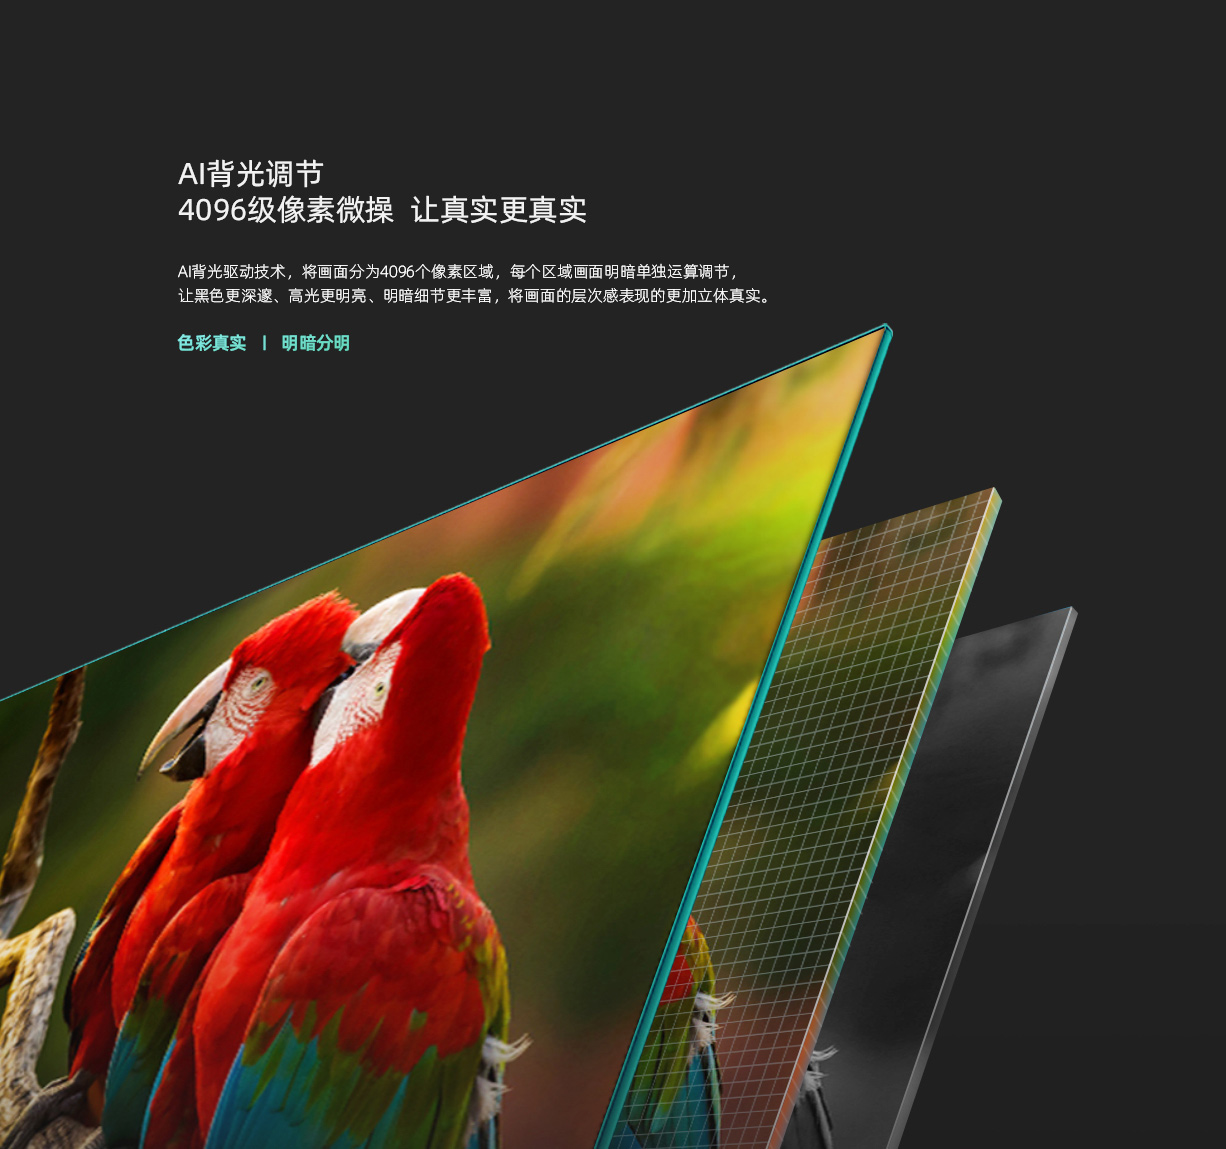 AI背光调节
4096级像素微操 让真实更真实
AI背光驱动技术，将画面分为4096个像素区域，每个区域画面明暗单独运算调节，
让黑色更深邃、高光更明亮、明暗细节更丰富，将画面的层次感表现的更加立体真实。
色彩真实 | 明暗分明